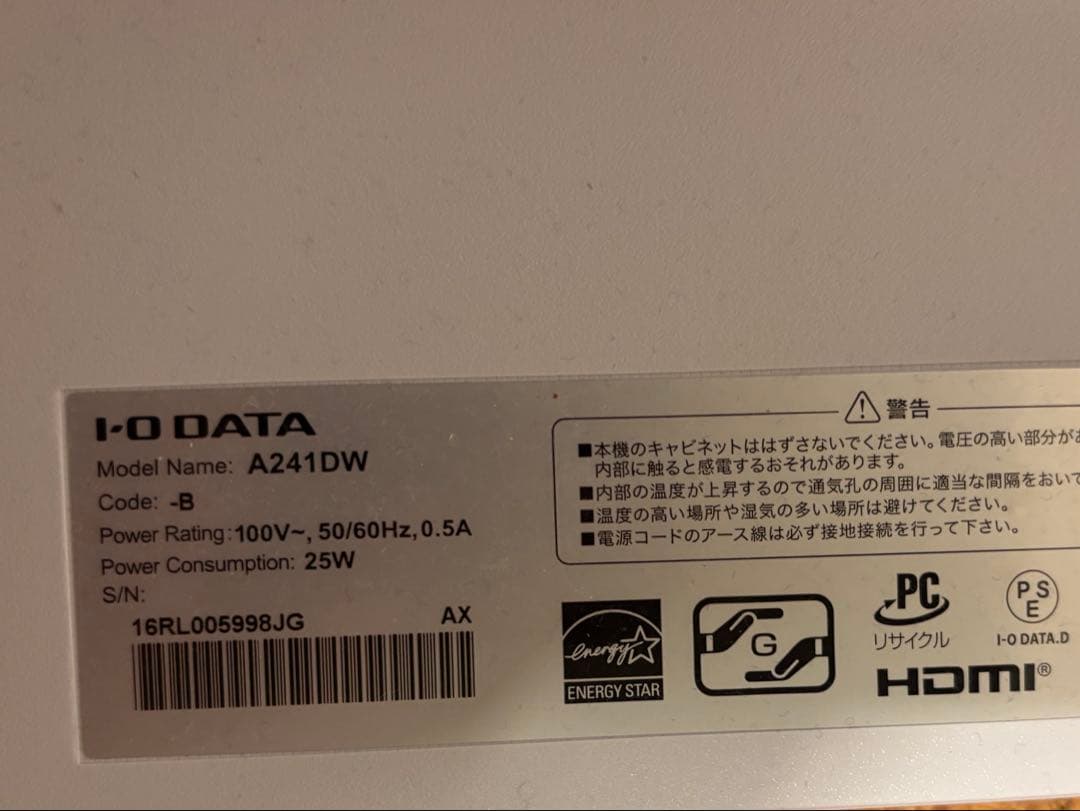 I-O DATA
Model Name: A241DW
Code: -B
Power Rating: 100V~, 50/60Hz, 0.5A
Power Consumption: 25W
S/N:
16RL005998JG AX
警告
■本機のキャビネットははずさないでください。電圧の高い部分が
内部に触ると感電するおそれがあります。
■内部の温度が上昇するので通気孔の周囲に適当な間隔をおいて
■温度の高い場所や湿気の多い場所は避けてください。
■電源コードのアース線は必ず接地接続を行って下さい。
energy
ENERGY STAR
G
PC
リサイクル
PS
E
I-O DATA.D
HDMI®